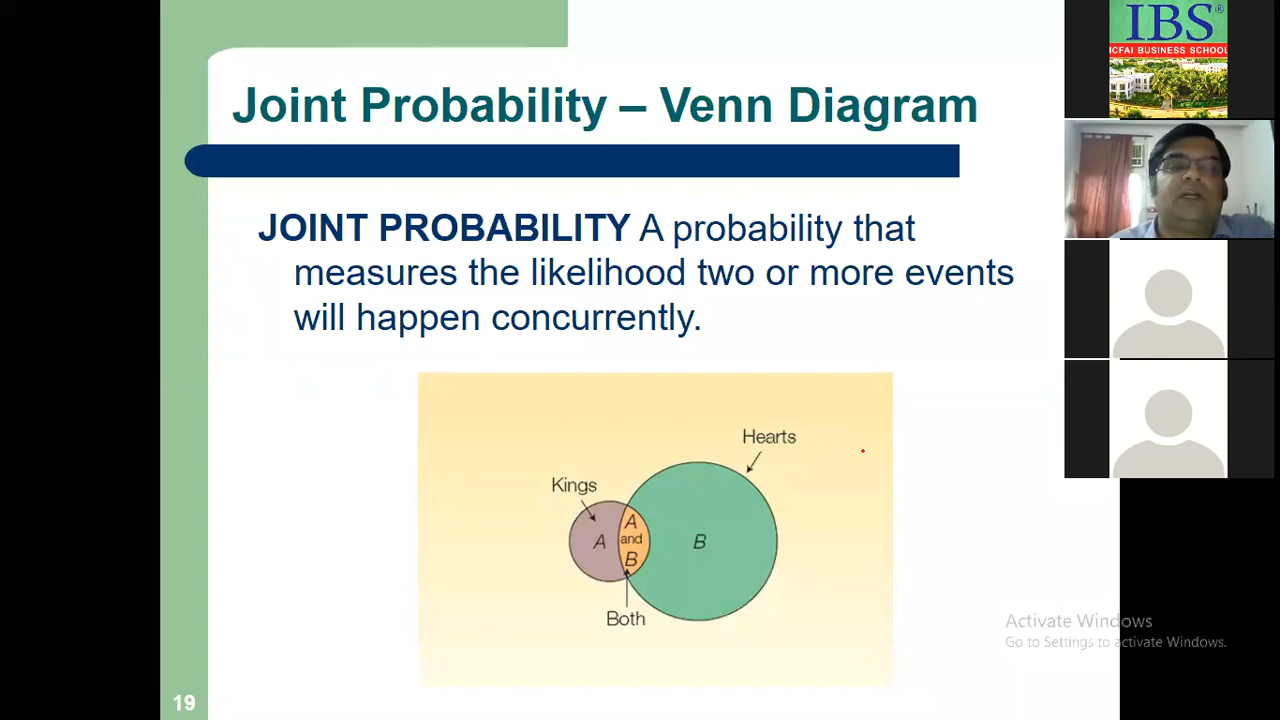 Joint Probability – Venn Diagram
JOINT PROBABILITY A probability that
measures the likelihood two or more events
will happen concurrently.
Hearts
Kings
A
A
and
B
B
Both
19
IBS®
ICFAI BUSINESS SCHOOL
Activate Windows
Go to Settings to activate Windows.